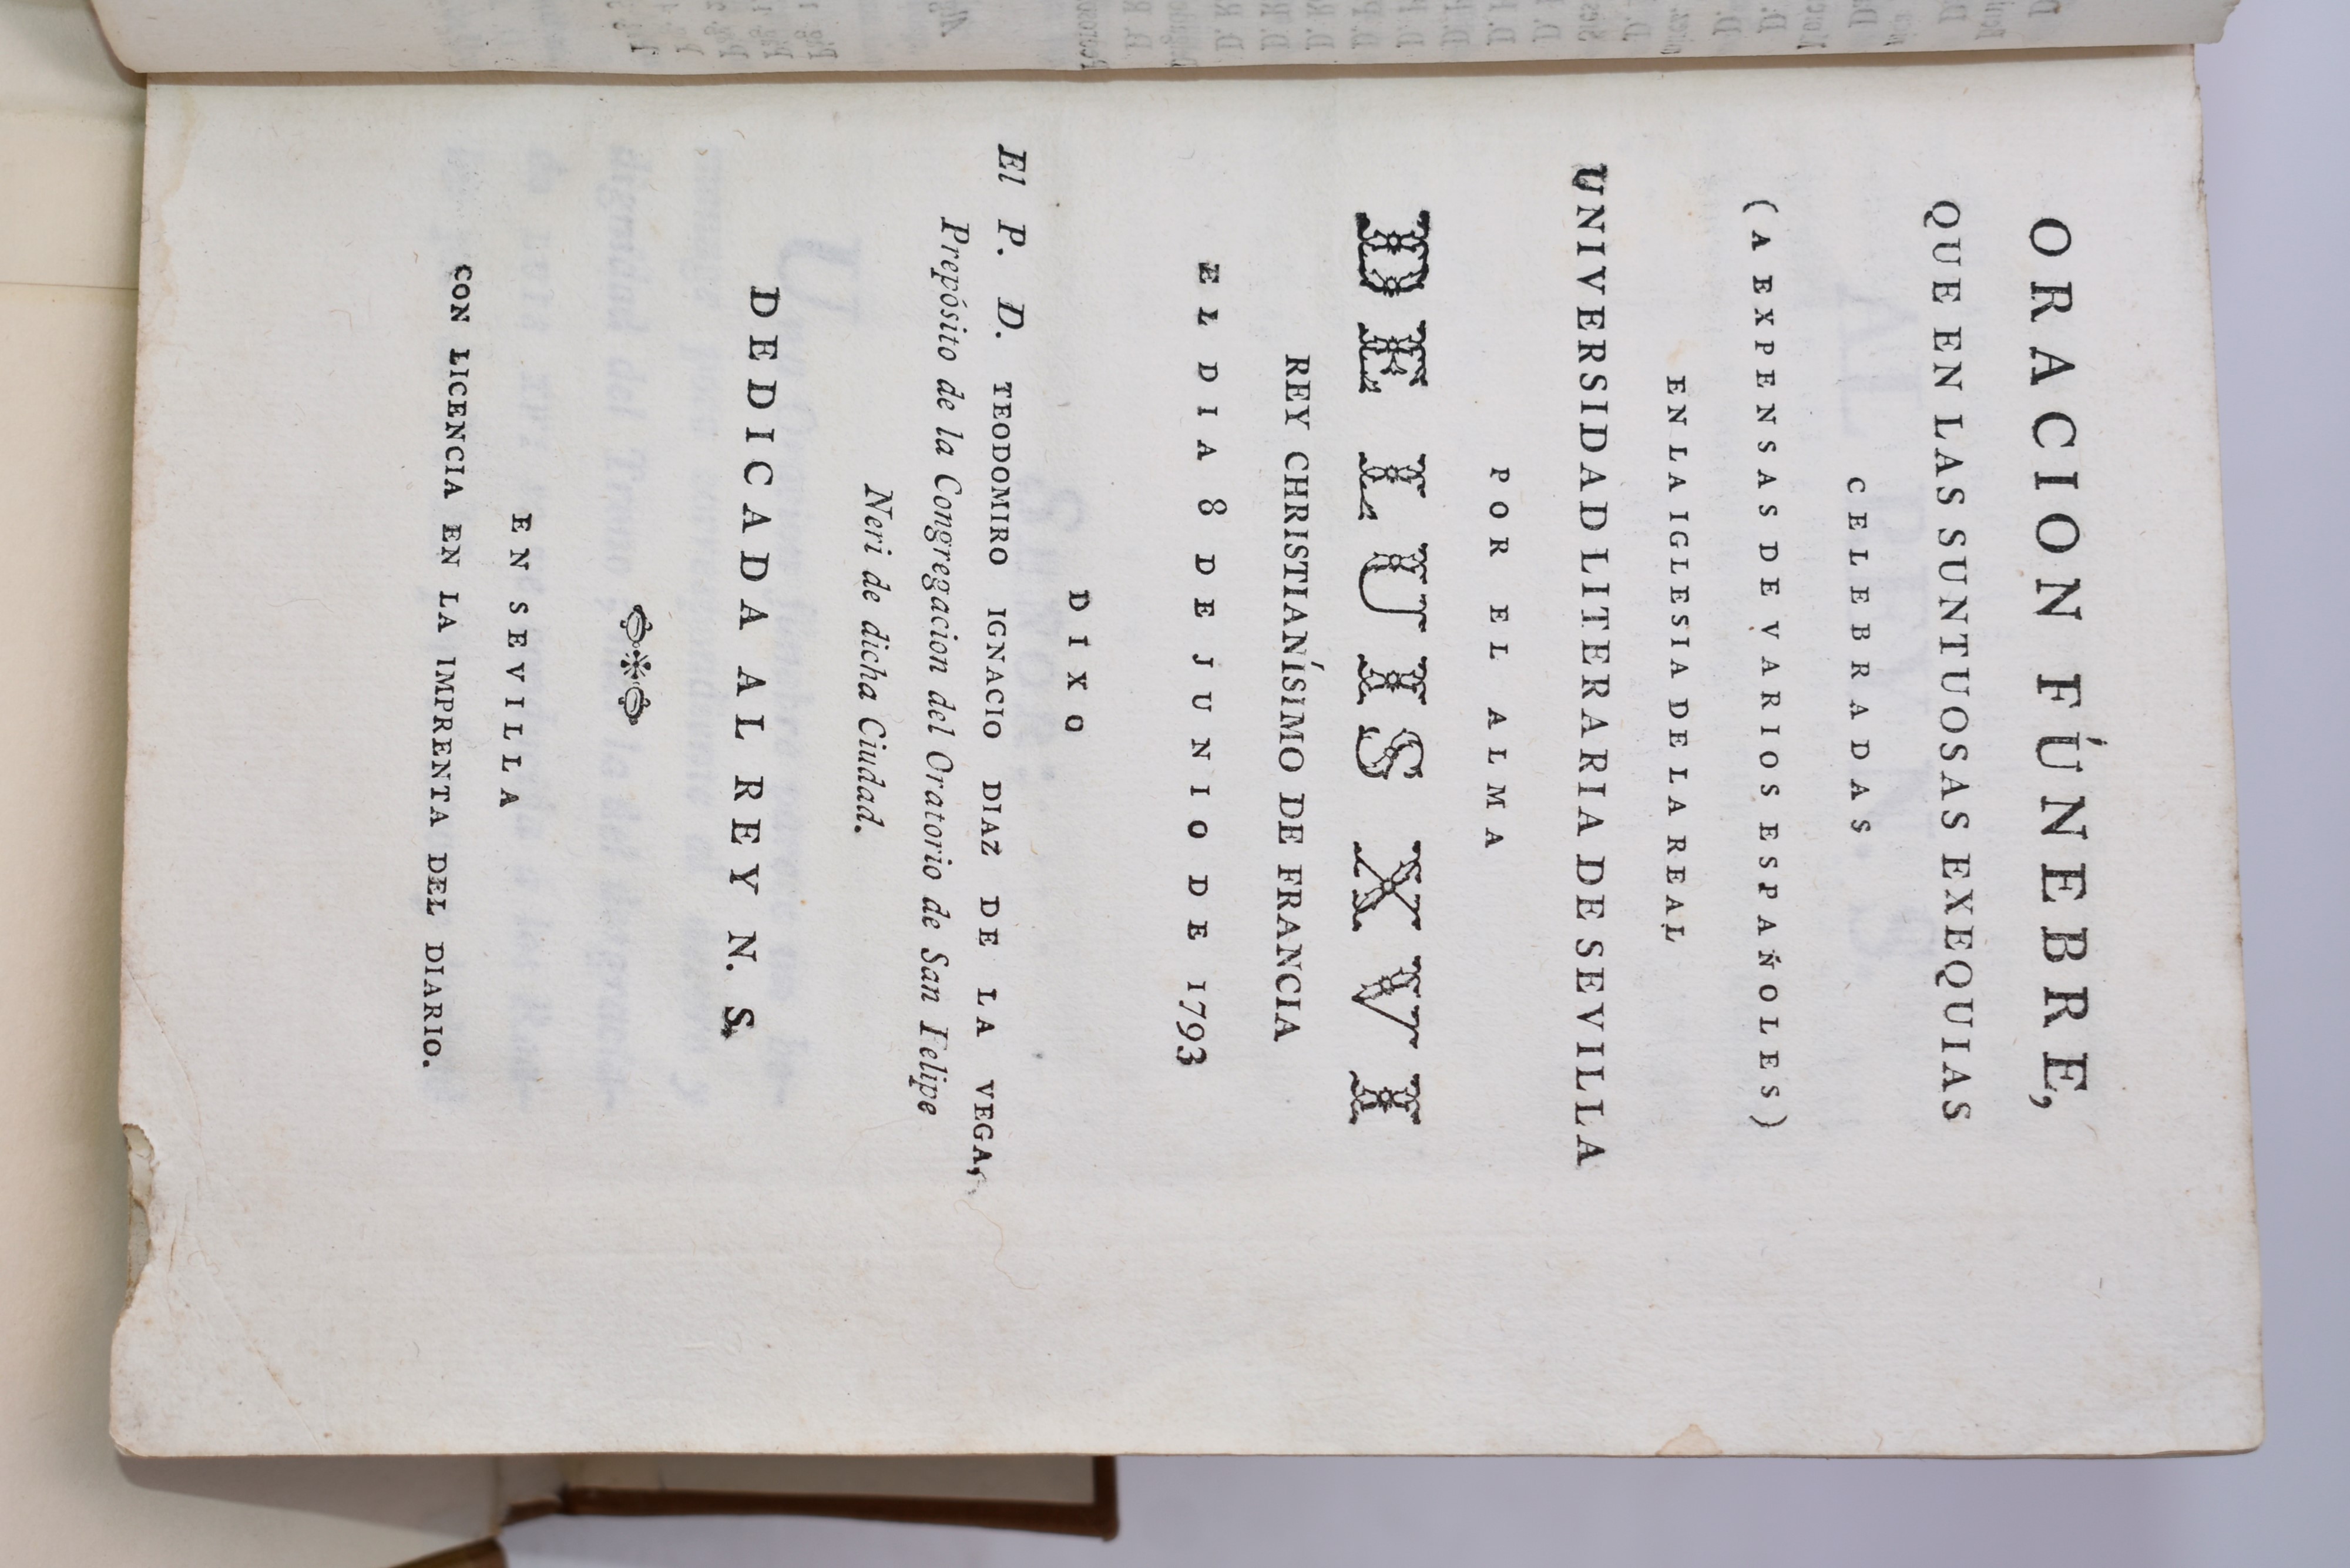 ORACION FÚNEBRE,
QUE EN LAS SUNTUOSAS EXEQUIAS
CELEBRADAS
(A EXPENSAS DE VARIOS ESPAÑOLES)
EN LA IGLESIA DE LA REAL
UNIVERSIDAD LITERARIA DE SEVILLA
POR EL ALMA
DE LUIS XVI
REY CHRISTIANÍSIMO DE FRANCIA
EL DIA 8 DE JUNIO DE 1793
DIXO
El P. D. TEODOMIRO IGNACIO DIAZ DE LA VEGA,
Prepósito de la Congregacion del Oratorio de San Felipe
Neri de dicha Ciudad.
DEDICADA AL REY N. S.
EN SEVILLA
CON LICENCIA EN LA IMPRENTA DEL DIARIO.